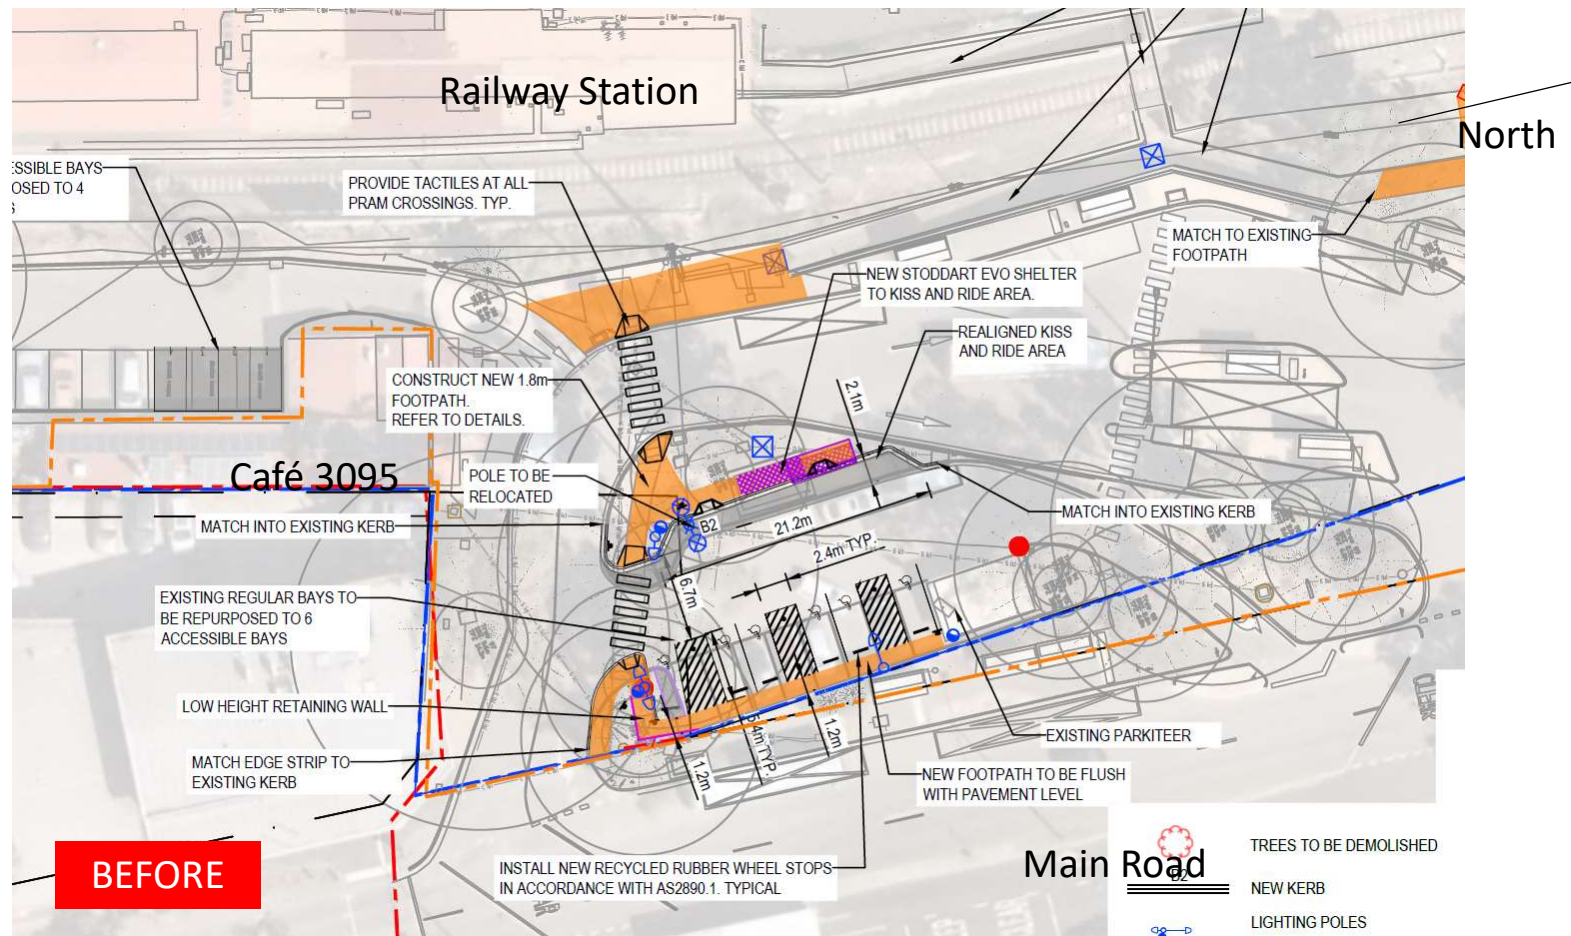 Railway Station
North
ESSIBLE BAYS
OSED TO 4
S
PROVIDE TACTILES AT ALL
PRAM CROSSINGS. TYP.
MATCH TO EXISTING
FOOTPATH
NEW STODDART EVO SHELTER
TO KISS AND RIDE AREA.
REALIGNED KISS
AND RIDE AREA
CONSTRUCT NEW 1.8m
FOOTPATH.
REFER TO DETAILS.
2.1m
Café 3095
POLE TO BE
RELOCATED
MATCH INTO EXISTING KERB
B2
21.2m
MATCH INTO EXISTING KERB
2.4m TYP.
6.7m
EXISTING REGULAR BAYS TO
BE REPURPOSED TO 6
ACCESSIBLE BAYS
LOW HEIGHT RETAINING WALL
5.4m TYP.
1.2m
1.2m
EXISTING PARKITEER
MATCH EDGE STRIP TO
EXISTING KERB
NEW FOOTPATH TO BE FLUSH
WITH PAVEMENT LEVEL
CLEAR
BEFORE
INSTALL NEW RECYCLED RUBBER WHEEL STOPS
IN ACCORDANCE WITH AS2890.1. TYPICAL
Main Road
TREES TO BE DEMOLISHED
B2
NEW KERB
LIGHTING POLES